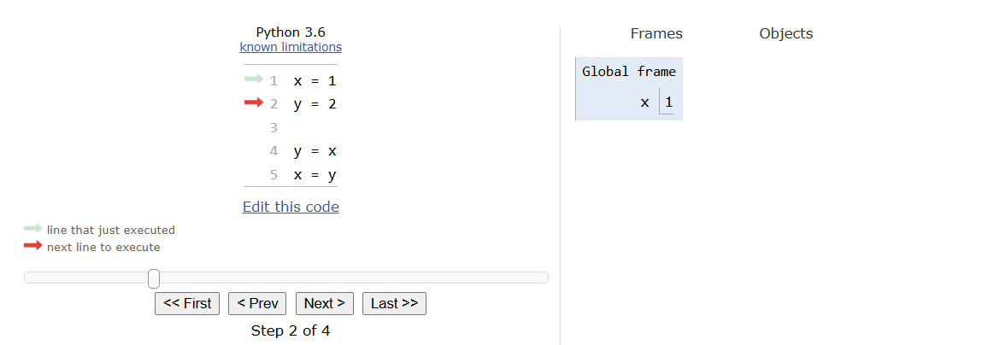 Python 3.6
known limitations
1 x = 1
2 y = 2
3
4 y = x
5 x = y
Edit this code
line that just executed
next line to execute
<< First < Prev Next > Last >>
Step 2 of 4
Frames Objects
Global frame
x 1